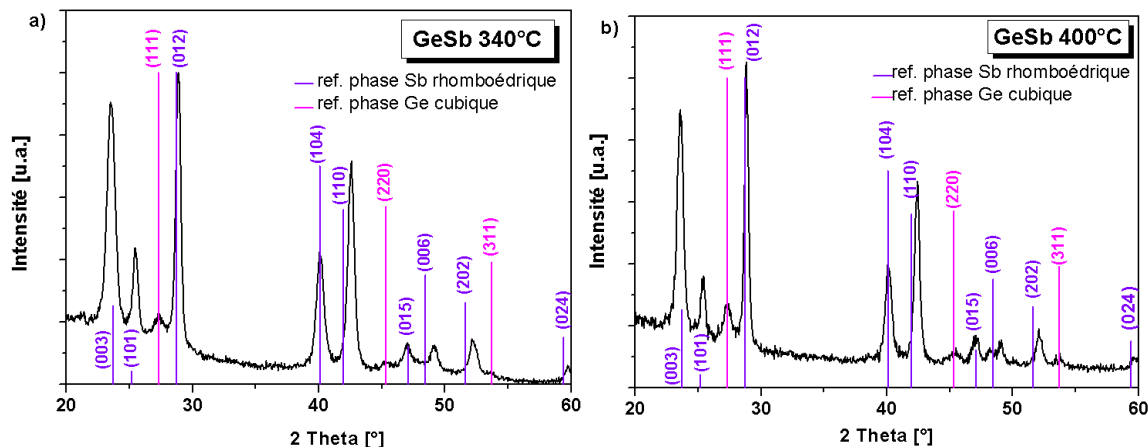 a)
GeSb 340°C
ref. phase Sb rhomboédrique
ref. phase Ge cubique
(003)
(101)
(111)
(012)
(104)
(110)
(220)
(015)
(006)
(202)
(311)
(024)
Intensité [u.a.]
20
30
40
50
60
2 Theta [°]
b)
GeSb 400°C
ref. phase Sb rhomboédrique
ref. phase Ge cubique
(003)
(101)
(111)
(012)
(104)
(110)
(220)
(015)
(006)
(202)
(311)
(024)
Intensité [u.a.]
20
30
40
50
60
2 Theta [°]